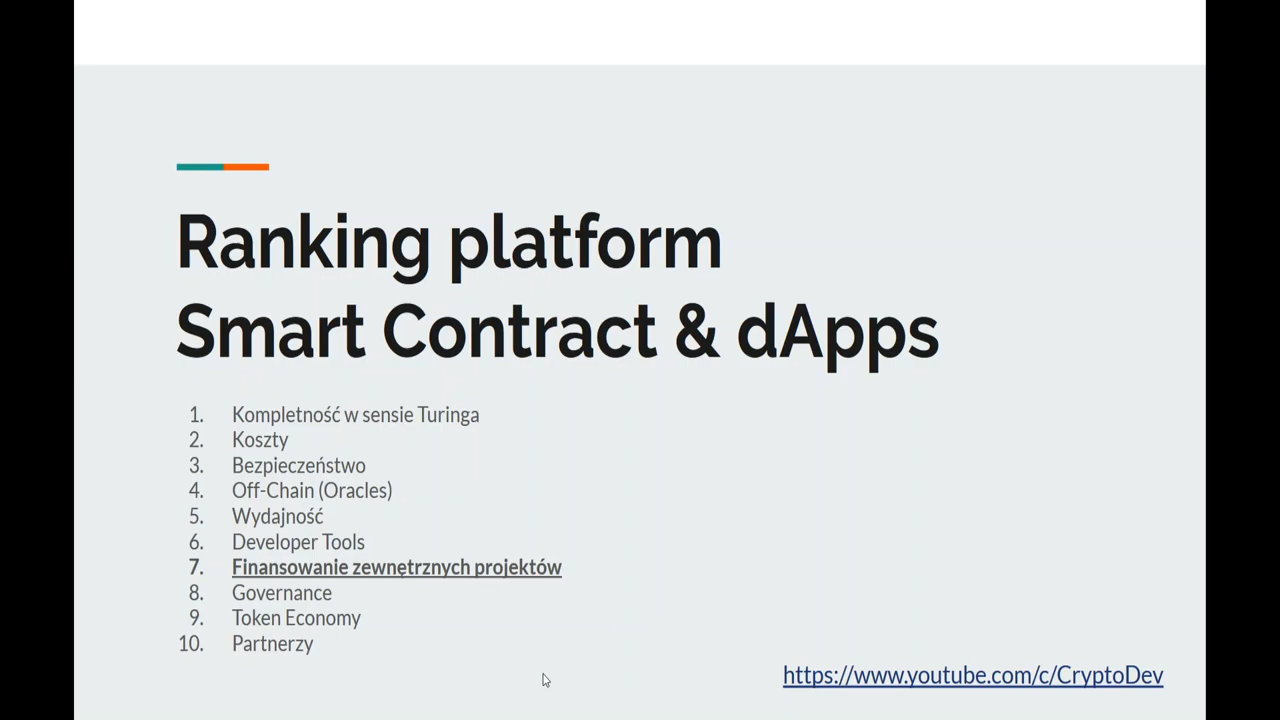 Ranking platform
Smart Contract & dApps
1. Kompletność w sensie Turinga
2. Koszty
3. Bezpieczeństwo
4. Off-Chain (Oracles)
5. Wydajność
6. Developer Tools
7. Finansowanie zewnętrznych projektów
8. Governance
9. Token Economy
10. Partnerzy
https://www.youtube.com/c/CryptoDev